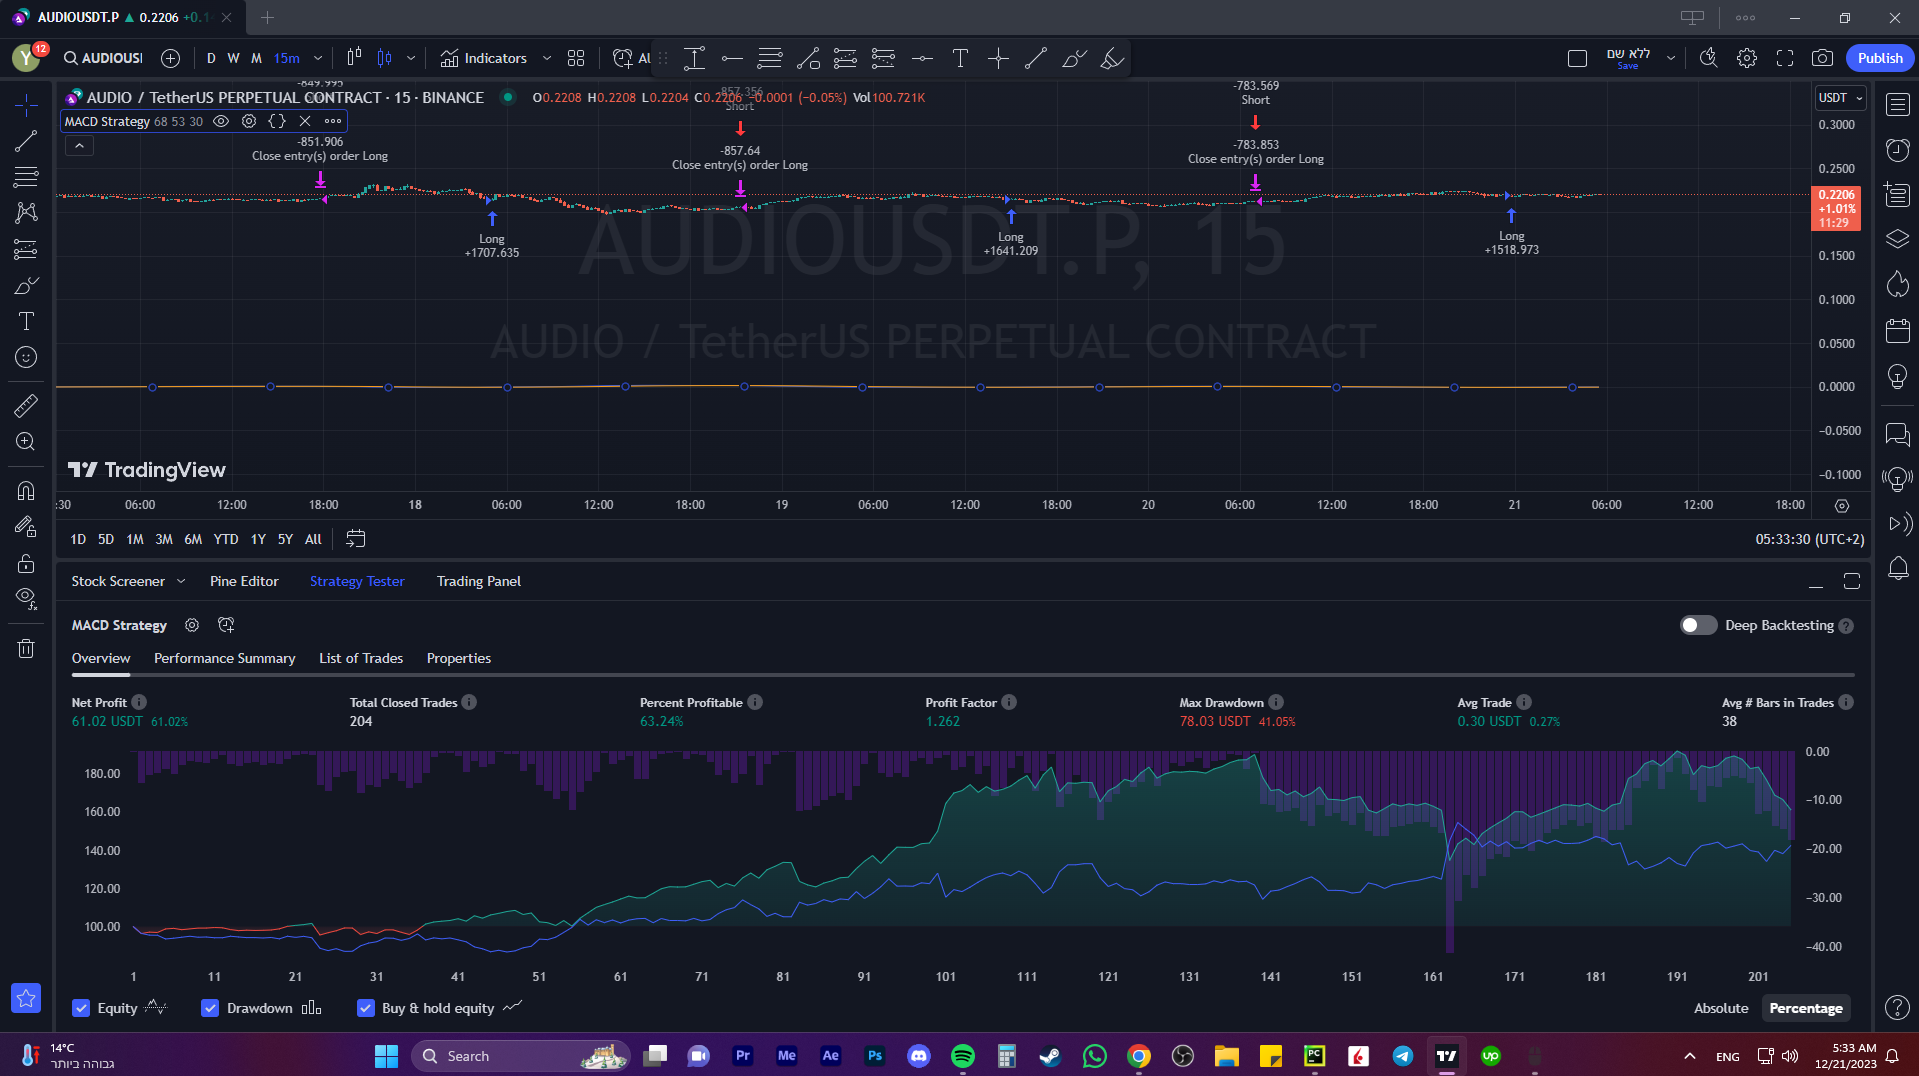 AUDIOUSDT.P ▲ 0.2206 +0.1
Y 12 AUDIOUSI D W M 15m Indicators Al ללא שם Save Publish
AUDIO / TetherUS PERPETUAL CONTRACT · 15 · BINANCE O0.2208 H0.2208 L0.2204 C0.2206 −0.0001 (−0.05%) Vol100.721K
MACD Strategy 68 53 30
USDT
-849.995
-851.906
Close entry(s) order Long
-857.356
Short
-857.64
Close entry(s) order Long
-783.569
Short
-783.853
Close entry(s) order Long
Long
+1707.635
Long
+1641.209
Long
+1518.973
AUDIOUSDT.P, 15
AUDIO / TetherUS PERPETUAL CONTRACT
0.3000
0.2500
0.2206
+1.01%
11:29
0.1500
0.1000
0.0500
0.0000
−0.0500
−0.1000
TradingView
:30 06:00 12:00 18:00 18 06:00 12:00 18:00 19 06:00 12:00 18:00 20 06:00 12:00 18:00 21 06:00 12:00 18:00
1D 5D 1M 3M 6M YTD 1Y 5Y All 05:33:30 (UTC+2)
Stock Screener Pine Editor Strategy Tester Trading Panel
MACD Strategy Deep Backtesting
Overview Performance Summary List of Trades Properties
Net Profit Total Closed Trades Percent Profitable Profit Factor Max Drawdown Avg Trade Avg # Bars in Trades
61.02 USDT 61.02% 204 63.24% 1.262 78.03 USDT 41.05% 0.30 USDT 0.27% 38
180.00
160.00
140.00
120.00
100.00
0.00
−10.00
−20.00
−30.00
−40.00
1 11 21 31 41 51 61 71 81 91 101 111 121 131 141 151 161 171 181 191 201
Equity Drawdown Buy & hold equity Absolute Percentage
14°C
גבוהה ביותר
Search
Pr Me Ae Ps PC up
ENG
5:33 AM
12/21/2023